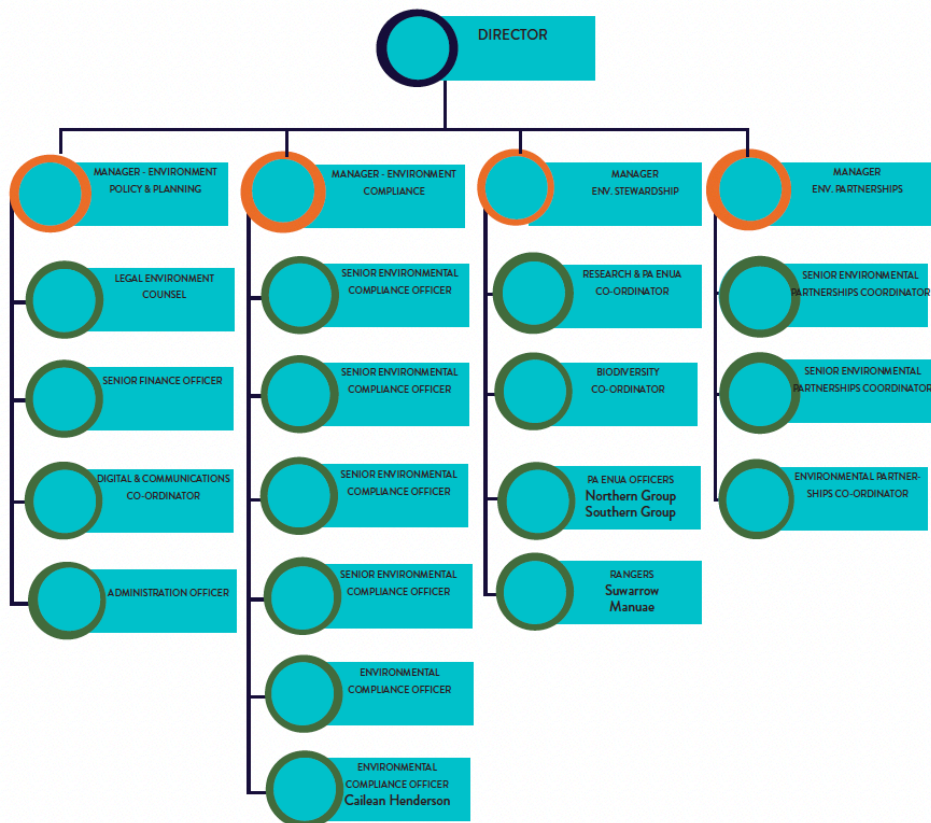 DIRECTOR
MANAGER - ENVIRONMENT
POLICY & PLANNING
LEGAL ENVIRONMENT
COUNSEL
SENIOR FINANCE OFFICER
DIGITAL & COMMUNICATIONS
CO-ORDINATOR
ADMINISTRATION OFFICER
MANAGER - ENVIRONMENT
COMPLIANCE
SENIOR ENVIRONMENTAL
COMPLIANCE OFFICER
SENIOR ENVIRONMENTAL
COMPLIANCE OFFICER
SENIOR ENVIRONMENTAL
COMPLIANCE OFFICER
SENIOR ENVIRONMENTAL
COMPLIANCE OFFICER
ENVIRONMENTAL
COMPLIANCE OFFICER
ENVIRONMENTAL
COMPLIANCE OFFICER
Cailean Henderson
MANAGER
ENV. STEWARDSHIP
RESEARCH & PA ENUA
CO-ORDINATOR
BIODIVERSITY
CO-ORDINATOR
PA ENUA OFFICERS
Northern Group
Southern Group
RANGERS
Suwarrow
Manuae
MANAGER
ENV. PARTNERSHIPS
SENIOR ENVIRONMENTAL
PARTNERSHIPS COORDINATOR
SENIOR ENVIRONMENTAL
PARTNERSHIPS COORDINATOR
ENVIRONMENTAL PARTNER-
SHIPS CO-ORDINATOR